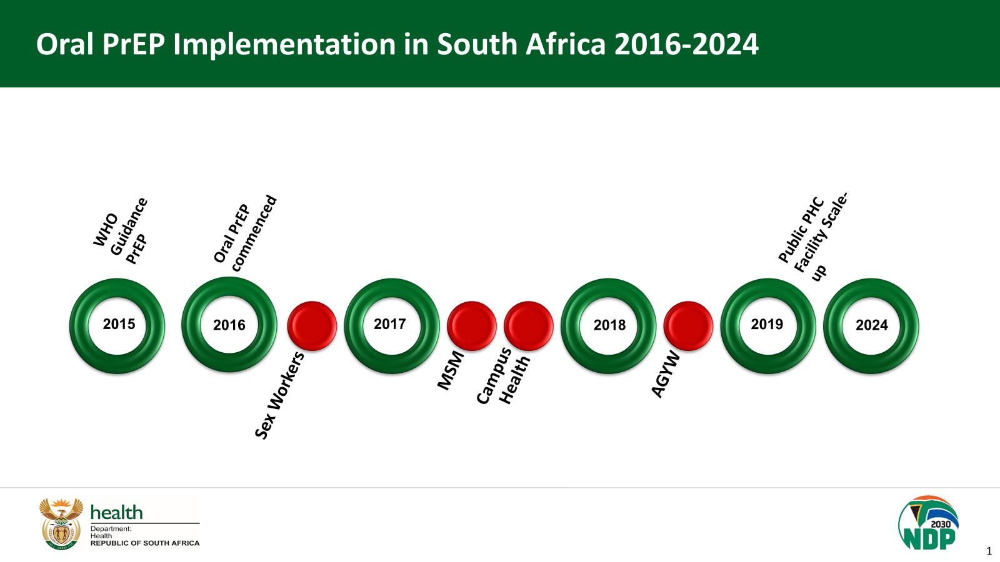 Oral PrEP Implementation in South Africa 2016-2024
WHO
Guidance
PrEP
Oral PrEP
commenced
Public PHC
Facility Scale-
up
2015
2016
2017
2018
2019
2024
Sex Workers
MSM
Campus
Health
AGYW
health
Department:
Health
REPUBLIC OF SOUTH AFRICA
2030
NDP
1